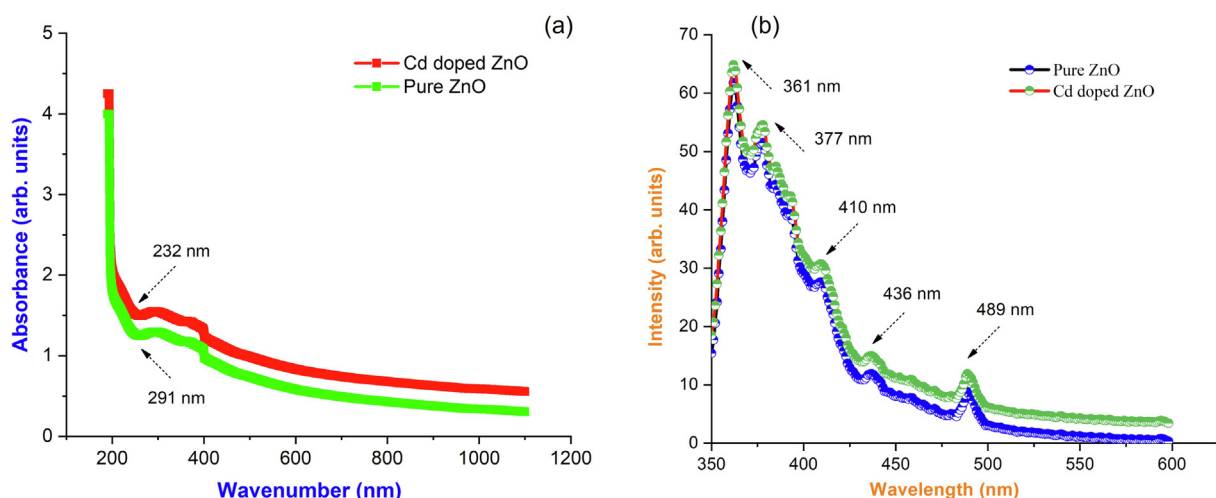 (a)
Cd doped ZnO
Pure ZnO
232 nm
291 nm
5
4
3
2
1
0
200 400 600 800 1000 1200
Absorbance (arb. units)
Wavenumber (nm)
(b)
Pure ZnO
Cd doped ZnO
361 nm
377 nm
410 nm
436 nm
489 nm
70
60
50
40
30
20
10
0
350 400 450 500 550 600
Intensity (arb. units)
Wavelength (nm)